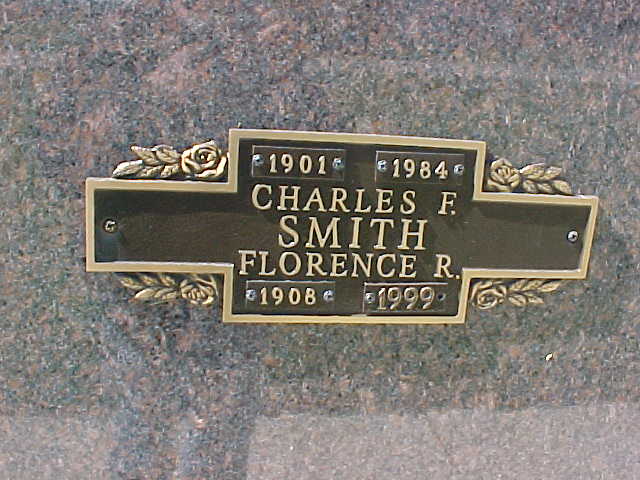 1901 1984
CHARLES F.
SMITH
FLORENCE R.
1908 1999